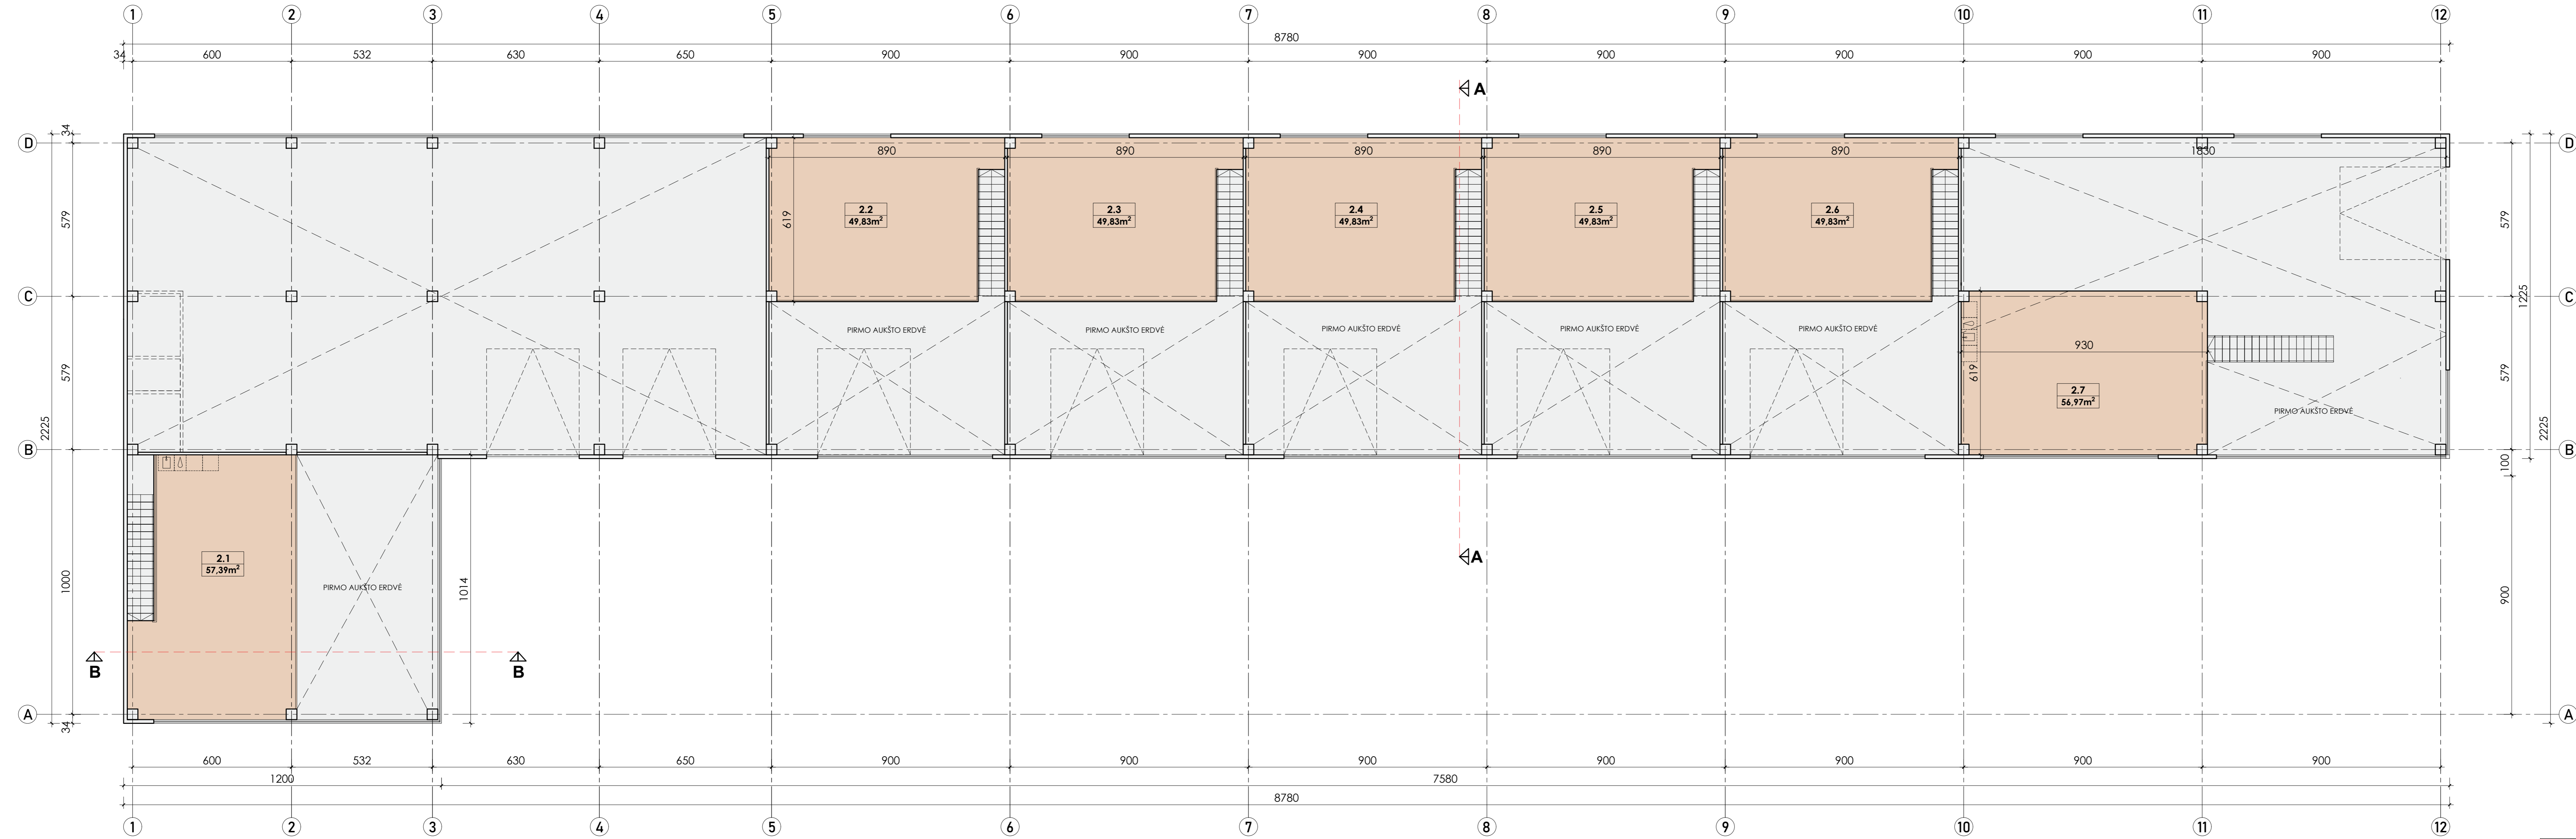 1 2 3 4 5 6 7 8 9 10 11 12
8780
34 600 532 630 650 900 900 900 900 900 900 900
A
34
D D
890 890 890 890 890 1830
579 619 579
2.2 2.3 2.4 2.5 2.6
49,83m² 49,83m² 49,83m² 49,83m² 49,83m²
C C
1225 1225
PIRMO AUKŠTO ERDVĖ PIRMO AUKŠTO ERDVĖ PIRMO AUKŠTO ERDVĖ PIRMO AUKŠTO ERDVĖ PIRMO AUKŠTO ERDVĖ
930
579 619 579
2.7
56,97m²
PIRMO AUKŠTO ERDVĖ
2225 2225
B B
100
2.1
57,39m²
A
1000 1014 900
PIRMO AUKŠTO ERDVĖ
B B
A A
34
600 532 630 650 900 900 900 900 900 900 900
1200 7580
8780
1 2 3 4 5 6 7 8 9 10 11 12